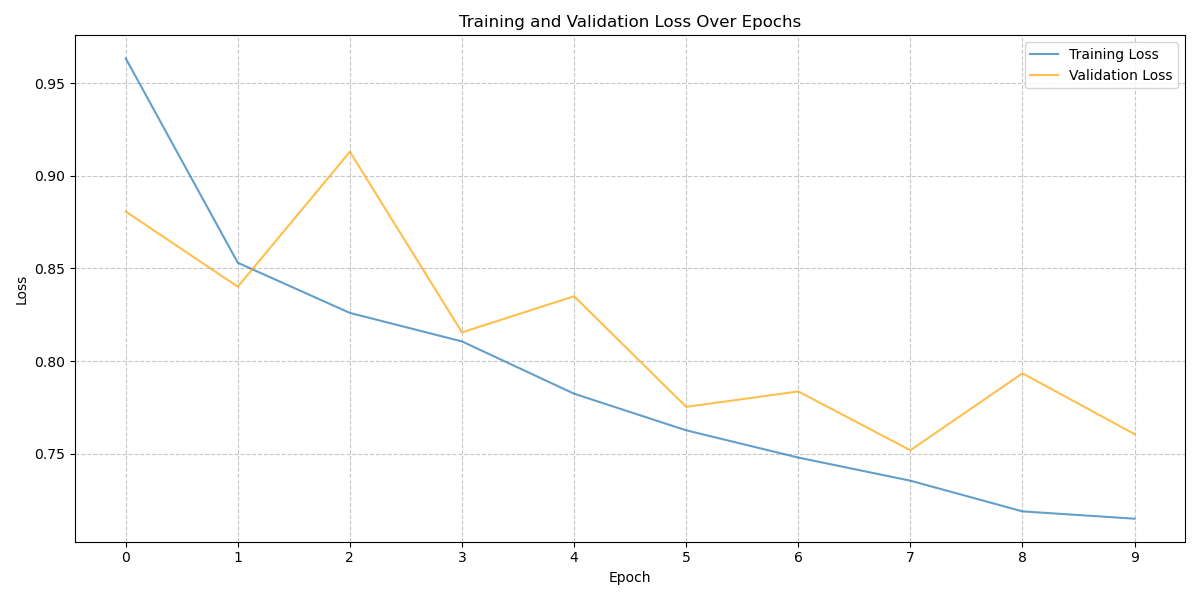 Training and Validation Loss Over Epochs
Training Loss
Validation Loss
0.95
0.90
0.85
0.80
0.75
Loss
0 1 2 3 4 5 6 7 8 9
Epoch